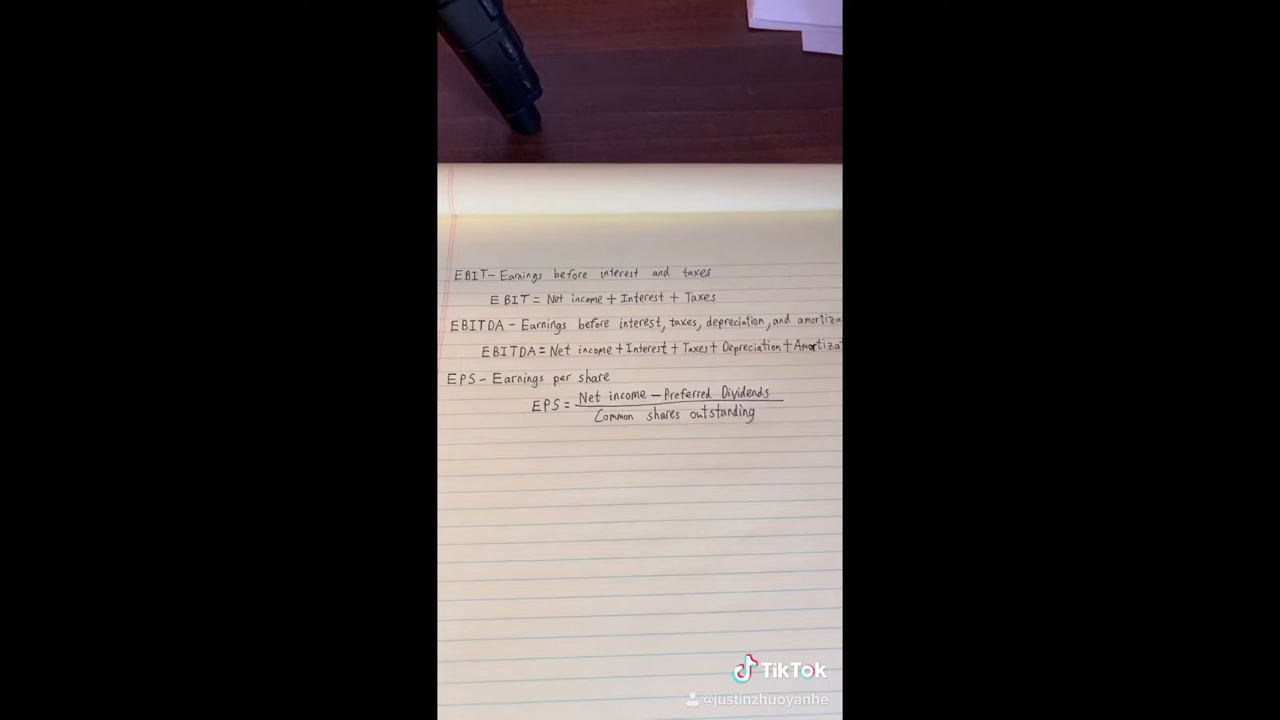 EBIT - Earnings before interest and taxes
EBIT = Net income + Interest + Taxes
EBITDA - Earnings before interest, taxes, depreciation, and amortiza
EBITDA = Net income + Interest + Taxes + Depreciation + Amortizat
EPS - Earnings per share
EPS = Net income - Preferred Dividends
Common shares outstanding
TikTok
@justinzhuoyanhe